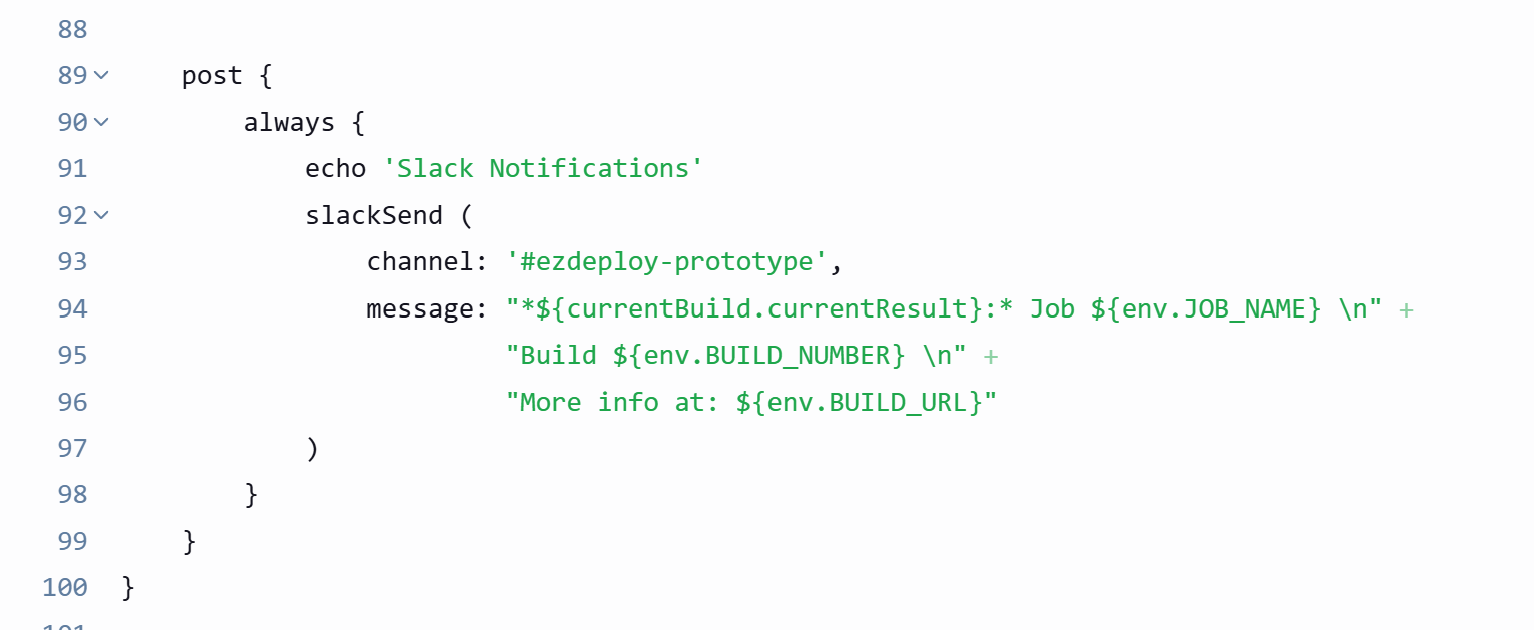 88
89 post {
90 always {
91 echo 'Slack Notifications'
92 slackSend (
93 channel: '#ezdeploy-prototype',
94 message: "*${currentBuild.currentResult}:* Job ${env.JOB_NAME} \n" +
95 "Build ${env.BUILD_NUMBER} \n" +
96 "More info at: ${env.BUILD_URL}"
97 )
98 }
99 }
100 }